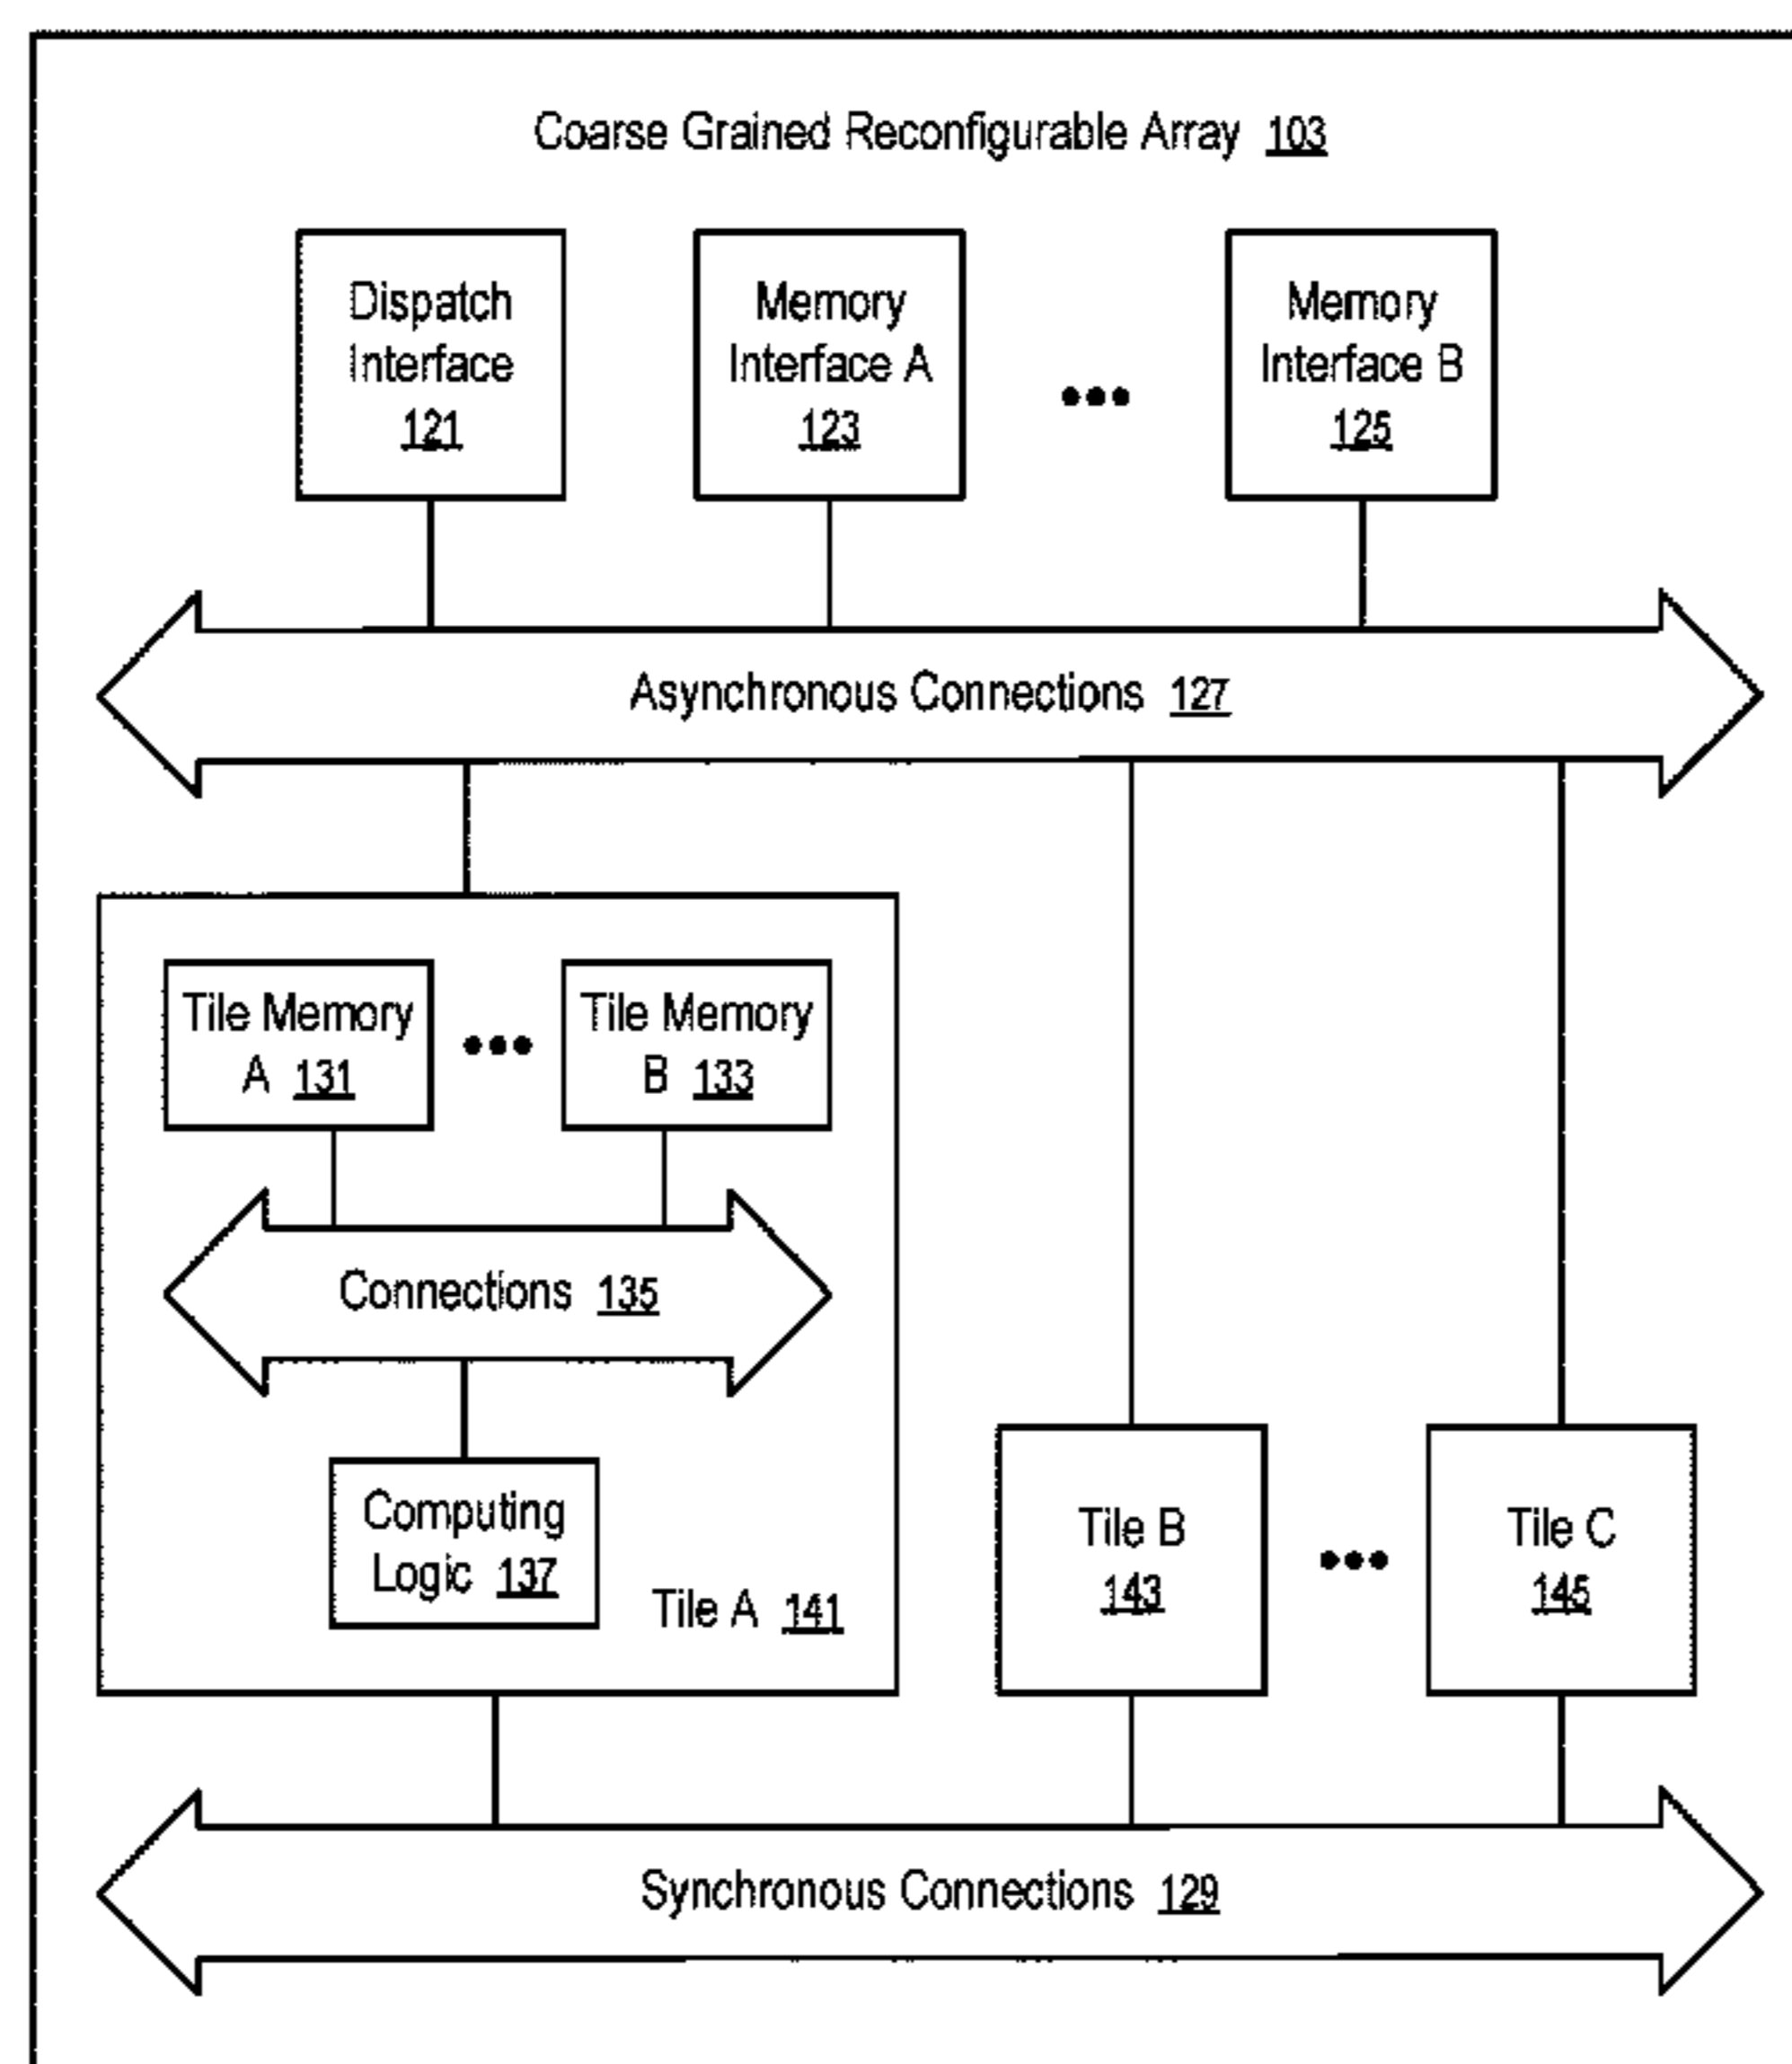 Coarse Grained Reconfigurable Array 103
Dispatch
Interface
121
Memory
Interface A
123
Memory
Interface B
125
Asynchronous Connections 127
Tile Memory
A 131
Tile Memory
B 133
Connections 135
Computing
Logic 137
Tile A 141
Tile B
143
Tile C
145
Synchronous Connections 129